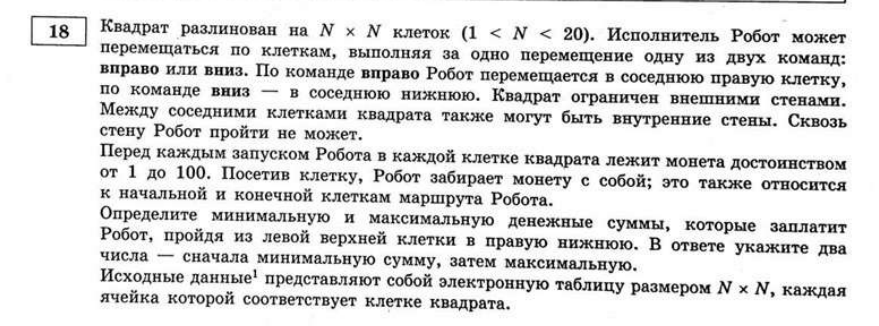 18
Квадрат разлинован на N × N клеток (1 < N < 20). Исполнитель Робот может
перемещаться по клеткам, выполняя за одно перемещение одну из двух команд:
вправо или вниз. По команде вправо Робот перемещается в соседнюю правую клетку,
по команде вниз — в соседнюю нижнюю. Квадрат ограничен внешними стенами.
Между соседними клетками квадрата также могут быть внутренние стены. Сквозь
стену Робот пройти не может.
Перед каждым запуском Робота в каждой клетке квадрата лежит монета достоинством
от 1 до 100. Посетив клетку, Робот забирает монету с собой; это также относится
к начальной и конечной клеткам маршрута Робота.
Определите минимальную и максимальную денежные суммы, которые заплатит
Робот, пройдя из левой верхней клетки в правую нижнюю. В ответе укажите два
числа — сначала минимальную сумму, затем максимальную.
Исходные данные¹ представляют собой электронную таблицу размером N × N, каждая
ячейка которой соответствует клетке квадрата.